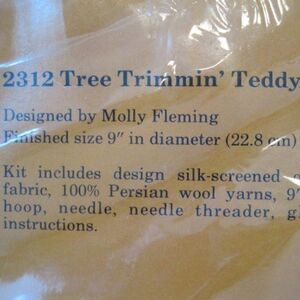 2312 Tree Trimmin' Teddy
Designed by Molly Fleming
Finished size 9" in diameter (22.8 cm)
Kit includes design silk-screened
fabric, 100% Persian wool yarns, 9"
hoop, needle, needle threader,
instructions.